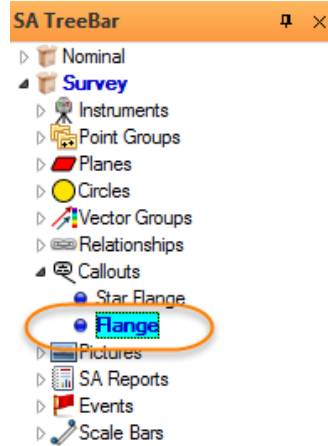 SA TreeBar
Nominal
Survey
Instruments
Point Groups
Planes
Circles
Vector Groups
Relationships
Callouts
Star Flange
Flange
Pictures
SA Reports
Events
Scale Bars